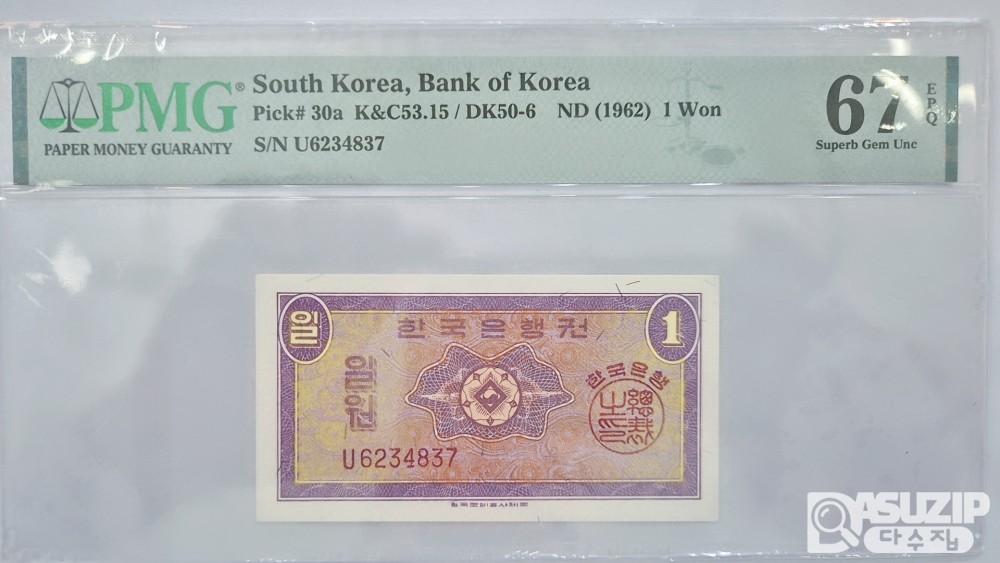 PMG®
PAPER MONEY GUARANTY
South Korea, Bank of Korea
Pick# 30a K&C53.15 / DK50-6 ND (1962) 1 Won
S/N U6234837
67 EPQ
Superb Gem Unc
일
한국은행권
1
일원
한국은행
U6234837
ASUZIP
다수집